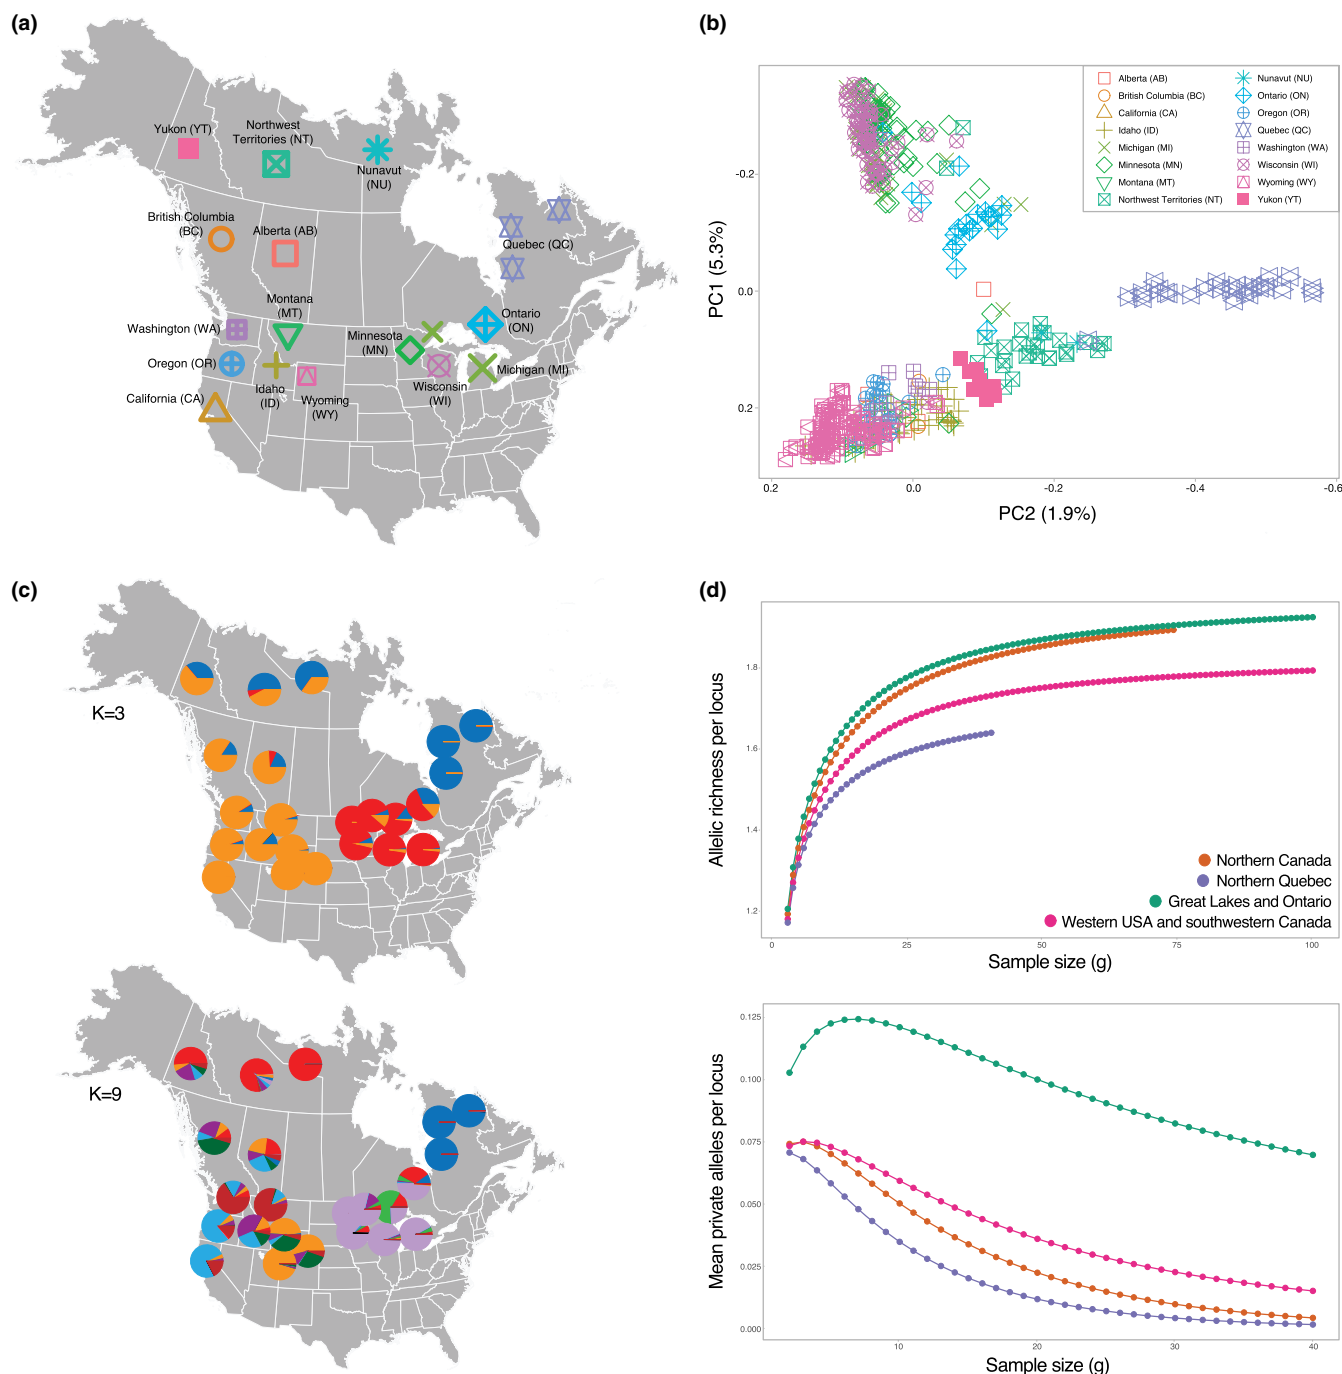 (a)
Yukon (YT)
Northwest
Territories (NT)
Nunavut
(NU)
British Columbia
(BC)
Alberta (AB)
Quebec (QC)
Montana
(MT)
Washington (WA)
Minnesota
(MN)
Ontario
(ON)
Oregon (OR)
Idaho
(ID)
Wyoming
(WY)
Wisconsin
(WI)
Michigan (MI)
California (CA)
(b)
Alberta (AB)
British Columbia (BC)
California (CA)
Idaho (ID)
Michigan (MI)
Minnesota (MN)
Montana (MT)
Northwest Territories (NT)
Nunavut (NU)
Ontario (ON)
Oregon (OR)
Quebec (QC)
Washington (WA)
Wisconsin (WI)
Wyoming (WY)
Yukon (YT)
PC1 (5.3%)
-0.2
0.0
0.2
0.2
0.0
-0.2
-0.4
-0.6
PC2 (1.9%)
(c)
K=3
K=9
(d)
Allelic richness per locus
1.8
1.6
1.4
1.2
Northern Canada
Northern Quebec
Great Lakes and Ontario
Western USA and southwestern Canada
0
25
50
75
100
Sample size (g)
Mean private alleles per locus
0.125
0.100
0.075
0.050
0.025
0.000
10
20
30
40
Sample size (g)